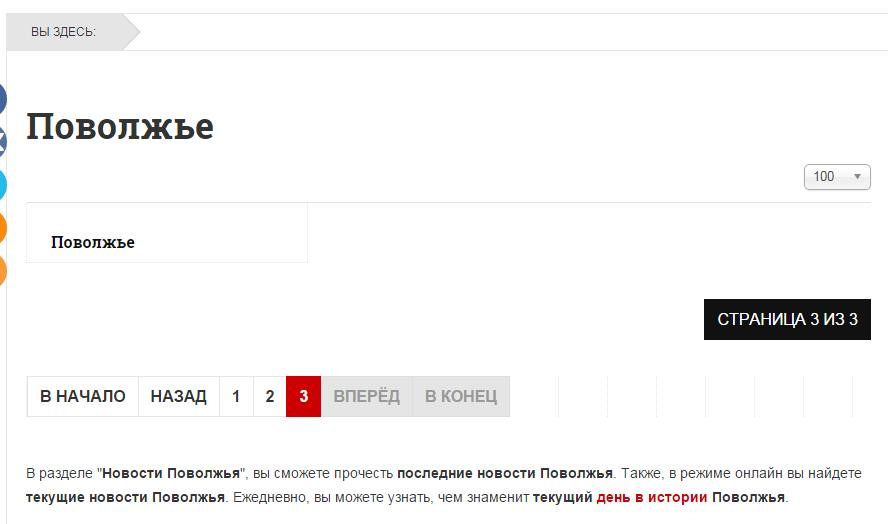 ВЫ ЗДЕСЬ:
Поволжье
100
Поволжье
СТРАНИЦА 3 ИЗ 3
В НАЧАЛО НАЗАД 1 2 3 ВПЕРЁД В КОНЕЦ
В разделе "Новости Поволжья", вы сможете прочесть последние новости Поволжья. Также, в режиме онлайн вы найдете
текущие новости Поволжья. Ежедневно, вы можете узнать, чем знаменит текущий день в истории Поволжья.